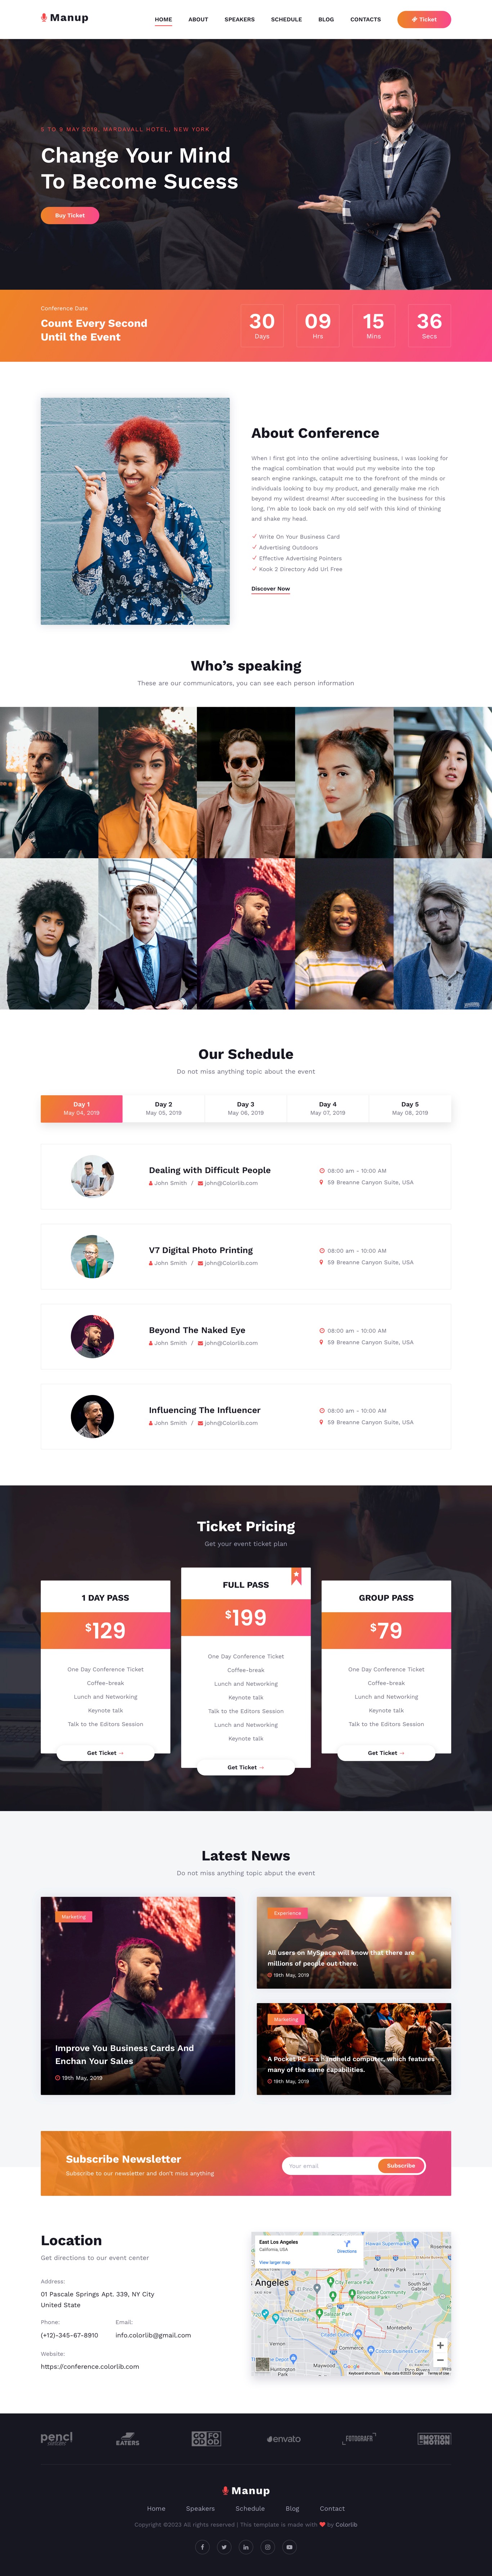 Manup
HOME ABOUT SPEAKERS SCHEDULE BLOG CONTACTS Ticket
5 TO 9 MAY 2019, MARDAVALL HOTEL, NEW YORK
Change Your Mind
To Become Sucess
Buy Ticket
Conference Date
Count Every Second
Until the Event
30 09 15 36
Days Hrs Mins Secs
About Conference
When I first got into the online advertising business, I was looking for
the magical combination that would put my website into the top
search engine rankings, catapult me to the forefront of the minds or
individuals looking to buy my product, and generally make me rich
beyond my wildest dreams! After succeeding in the business for this
long, I'm able to look back on my old self with this kind of thinking
and shake my head.
Write On Your Business Card
Advertising Outdoors
Effective Advertising Pointers
Kook 2 Directory Add Url Free
Discover Now
Who's speaking
These are our communicators, you can see each person information
Our Schedule
Do not miss anything topic about the event
Day 1 Day 2 Day 3 Day 4 Day 5
May 04, 2019 May 05, 2019 May 06, 2019 May 07, 2019 May 08, 2019
Dealing with Difficult People
John Smith / john@Colorlib.com
08:00 am - 10:00 AM
59 Breanne Canyon Suite, USA
V7 Digital Photo Printing
John Smith / john@Colorlib.com
08:00 am - 10:00 AM
59 Breanne Canyon Suite, USA
Beyond The Naked Eye
John Smith / john@Colorlib.com
08:00 am - 10:00 AM
59 Breanne Canyon Suite, USA
Influencing The Influencer
John Smith / john@Colorlib.com
08:00 am - 10:00 AM
59 Breanne Canyon Suite, USA
Ticket Pricing
Get your event ticket plan
1 DAY PASS
$129
One Day Conference Ticket
Coffee-break
Lunch and Networking
Keynote talk
Talk to the Editors Session
Get Ticket →
FULL PASS
$199
One Day Conference Ticket
Coffee-break
Lunch and Networking
Keynote talk
Talk to the Editors Session
Lunch and Networking
Keynote talk
Get Ticket →
GROUP PASS
$79
One Day Conference Ticket
Coffee-break
Lunch and Networking
Keynote talk
Talk to the Editors Session
Get Ticket →
Latest News
Do not miss anything topic abput the event
Marketing
Improve You Business Cards And
Enchan Your Sales
19th May, 2019
Experience
All users on MySpace will know that there are
millions of people out there.
19th May, 2019
Marketing
A Pocket PC is a handheld computer, which features
many of the same capabilities.
19th May, 2019
Subscribe Newsletter
Subscribe to our newsletter and don't miss anything
Your email
Subscribe
Location
Get directions to our event center
Address:
01 Pascale Springs Apt. 339, NY City
United State
Phone: Email:
(+12)-345-67-8910 info.colorlib@gmail.com
Website:
https://conference.colorlib.com
East Los Angeles
California, USA
Directions
View larger map
Hawaii Supermarket
Rosemead
City Terrace Park
Monterey Park
Angeles
South San
Gabriel
Belvedere Community
Regional Park
Night Gallery
Salazar Park
Montebello
Vernon
Commerce
Costco Business Center
Maywood
Huntington
Park
Keyboard shortcuts Map data ©2023 Google Terms of Use
pencl
EATERS
GO FO
OD OD
envato
FOTOGRAFR
EMOTION
MOTION
Manup
Home Speakers Schedule Blog Contact
Copyright ©2023 All rights reserved | This template is made with ❤ by Colorlib